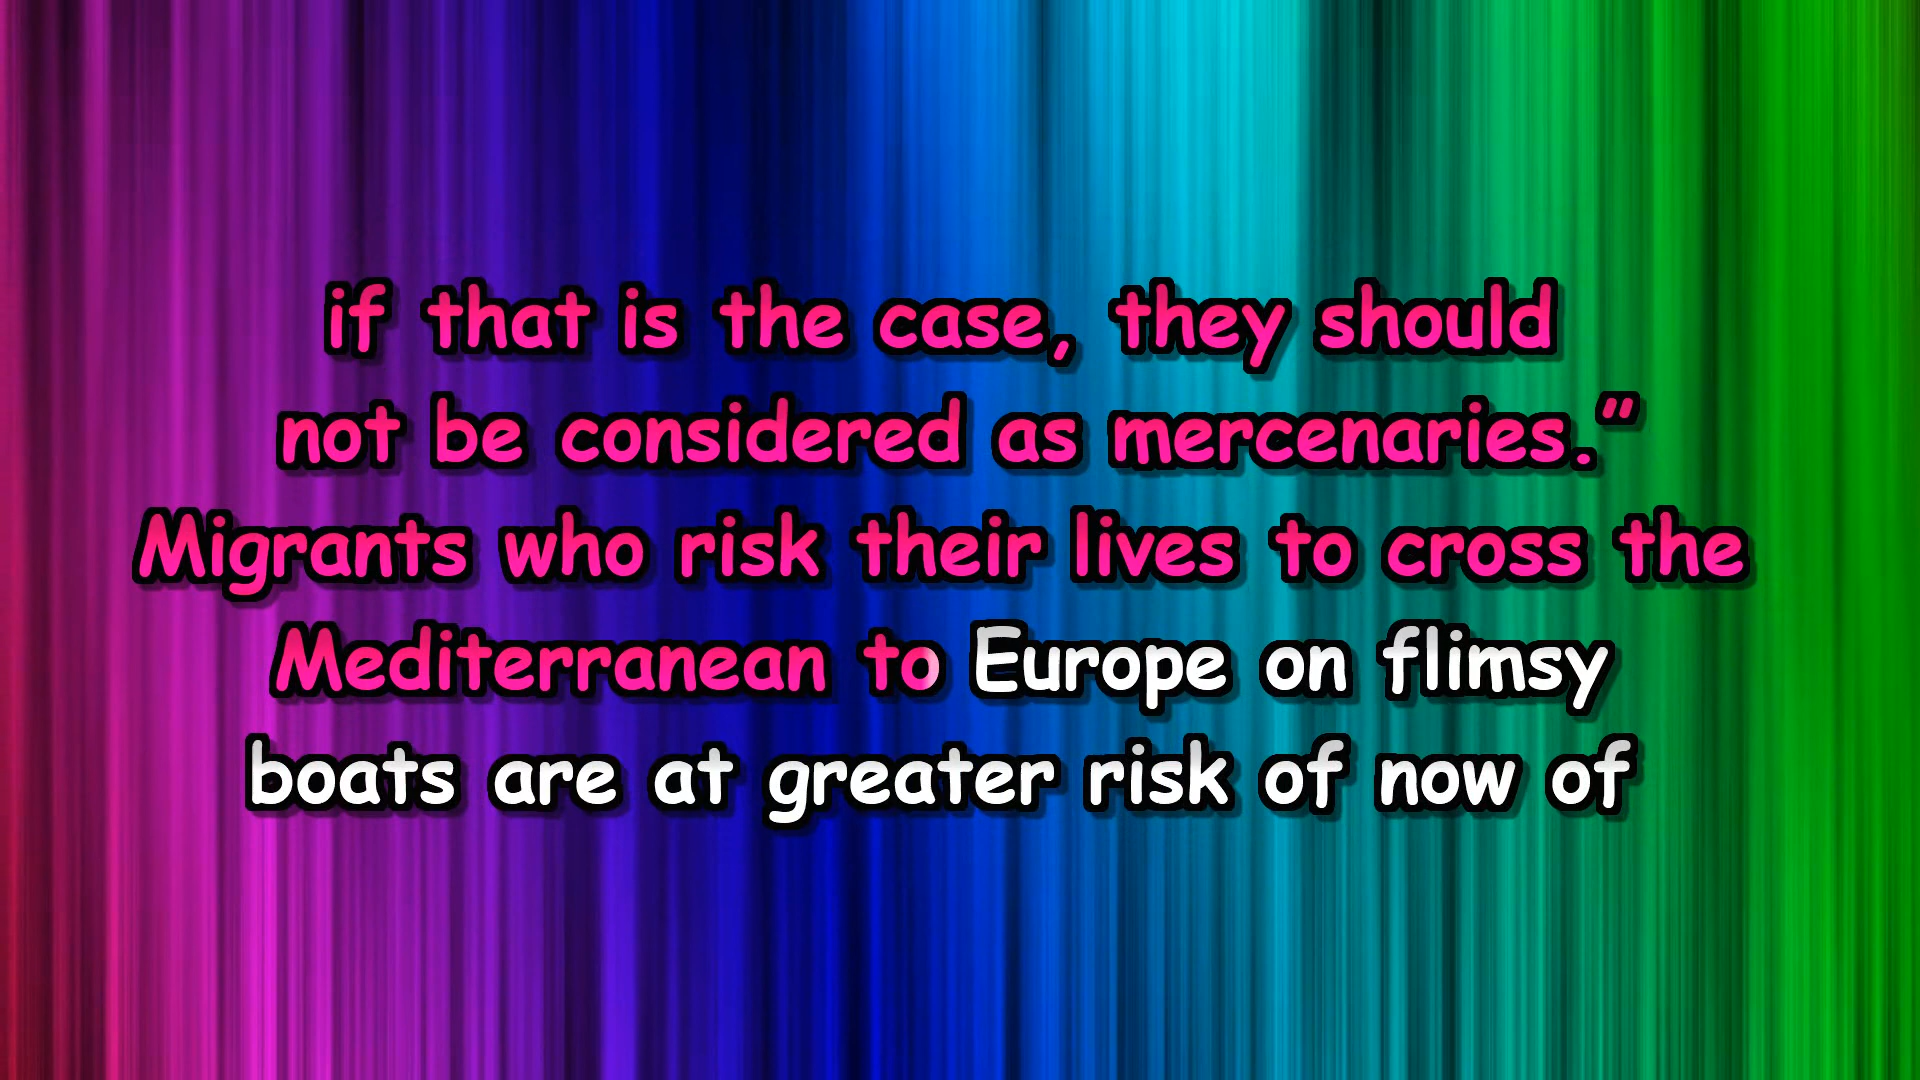 if that is the case, they should
not be considered as mercenaries.”
Migrants who risk their lives to cross the
Mediterranean to Europe on flimsy
boats are at greater risk of now of